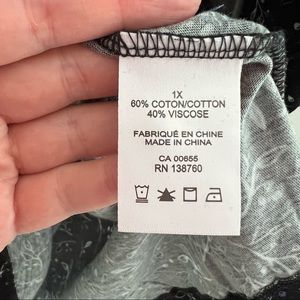 1X
60% COTON/COTTON
40% VISCOSE
FABRIQUÉ EN CHINE
MADE IN CHINA
CA 00655
RN 138760